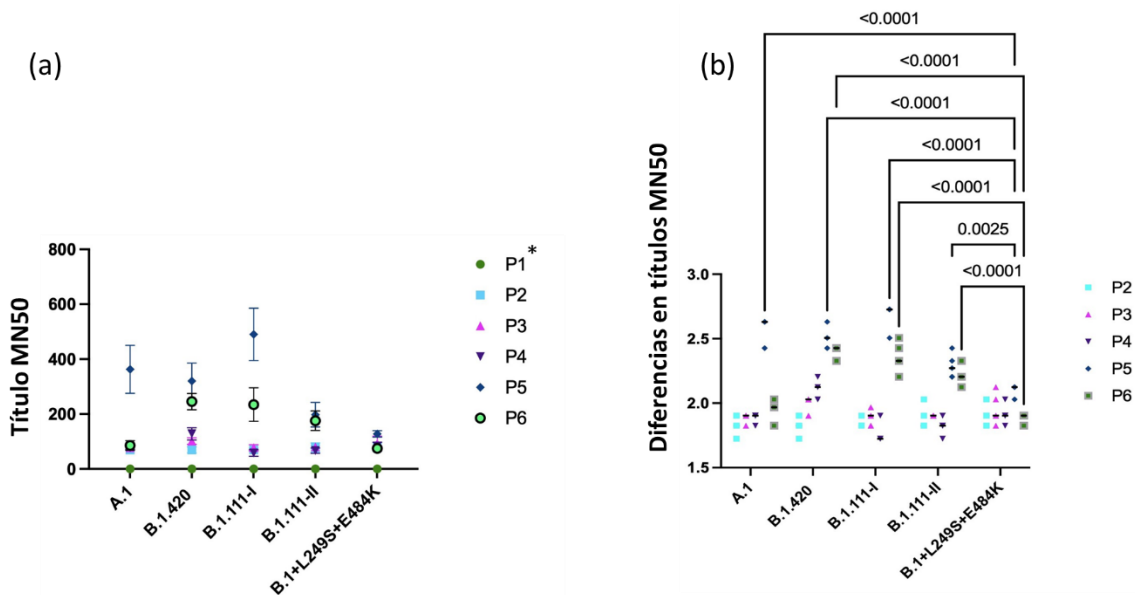 (a)
Título MN50
800
600
400
200
0
A.1
B.1.420
B.1.111-I
B.1.111-II
B.1+L249S+E484K
P1*
P2
P3
P4
P5
P6
(b)
<0.0001
<0.0001
<0.0001
<0.0001
<0.0001
0.0025
<0.0001
Diferencias en títulos MN50
3.0
2.5
2.0
1.5
A.1
B.1.420
B.1.111-I
B.1.111-II
B.1+L249S+E484K
P2
P3
P4
P5
P6